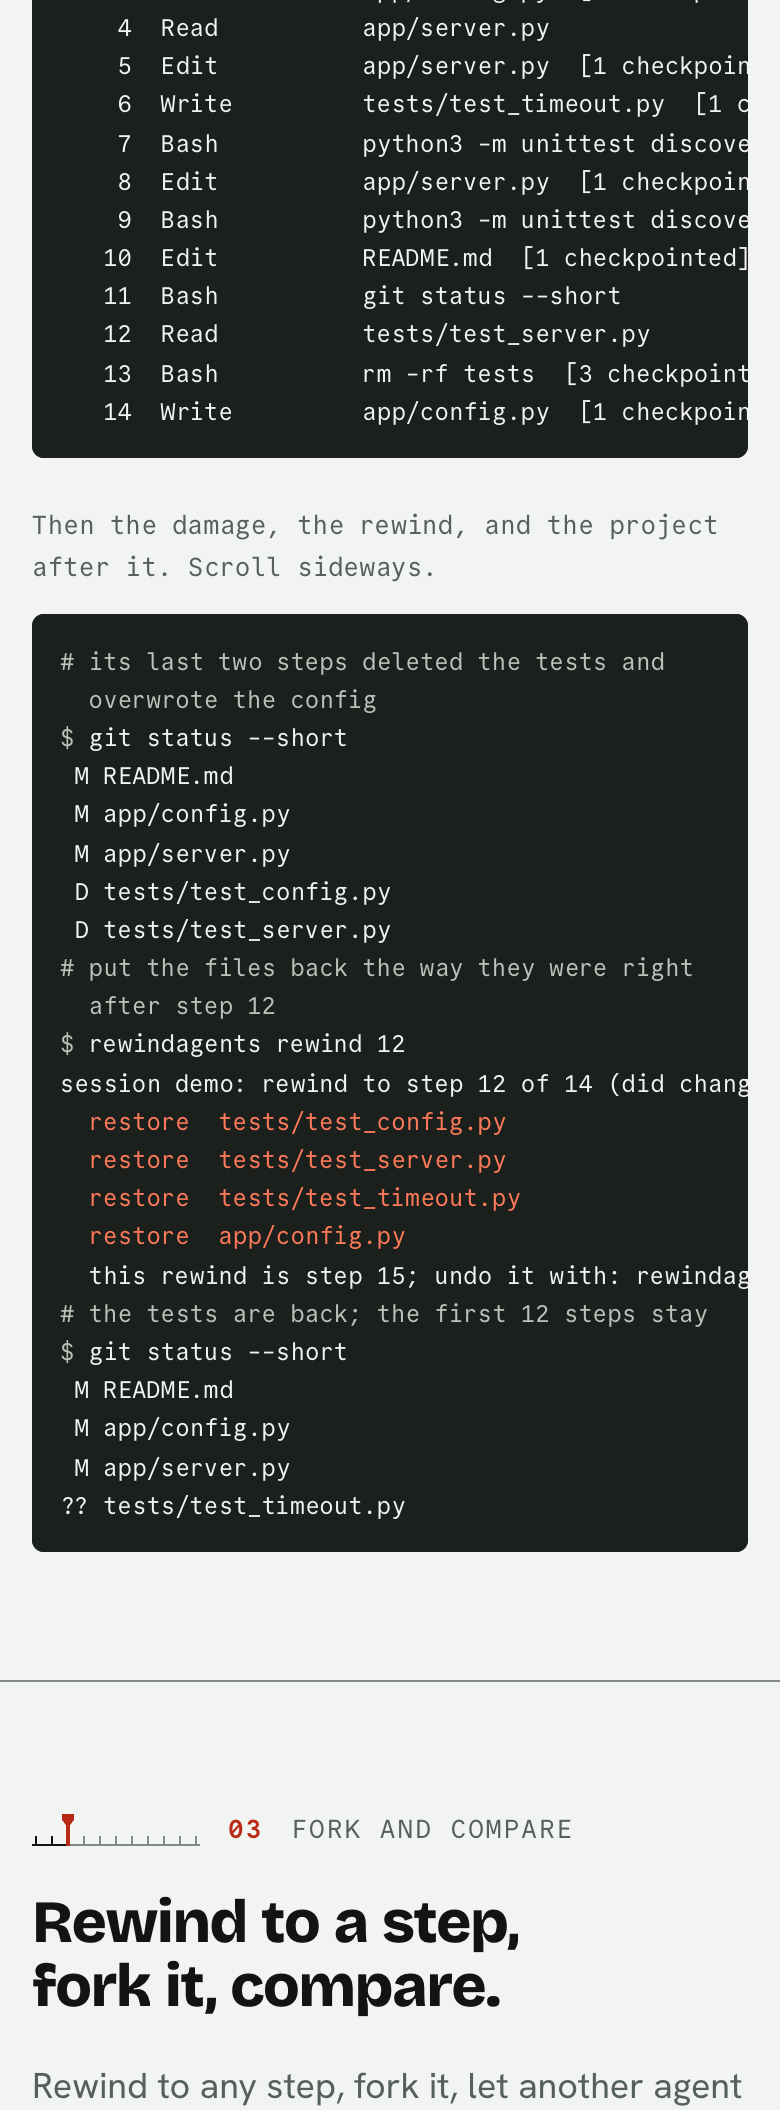 4  Read          app/server.py
5  Edit          app/server.py  [1 checkpoin
6  Write         tests/test_timeout.py  [1 c
7  Bash          python3 -m unittest discove
8  Edit          app/server.py  [1 checkpoin
9  Bash          python3 -m unittest discove
10  Edit          README.md  [1 checkpointed]
11  Bash          git status --short
12  Read          tests/test_server.py
13  Bash          rm -rf tests  [3 checkpoint
14  Write         app/config.py  [1 checkpoin
Then the damage, the rewind, and the project
after it. Scroll sideways.
# its last two steps deleted the tests and
  overwrote the config
$ git status --short
 M README.md
 M app/config.py
 M app/server.py
 D tests/test_config.py
 D tests/test_server.py
# put the files back the way they were right
  after step 12
$ rewindagents rewind 12
session demo: rewind to step 12 of 14 (did chang
  restore  tests/test_config.py
  restore  tests/test_server.py
  restore  tests/test_timeout.py
  restore  app/config.py
  this rewind is step 15; undo it with: rewindag
# the tests are back; the first 12 steps stay
$ git status --short
 M README.md
 M app/config.py
 M app/server.py
?? tests/test_timeout.py
03 FORK AND COMPARE
Rewind to a step,
fork it, compare.
Rewind to any step, fork it, let another agent